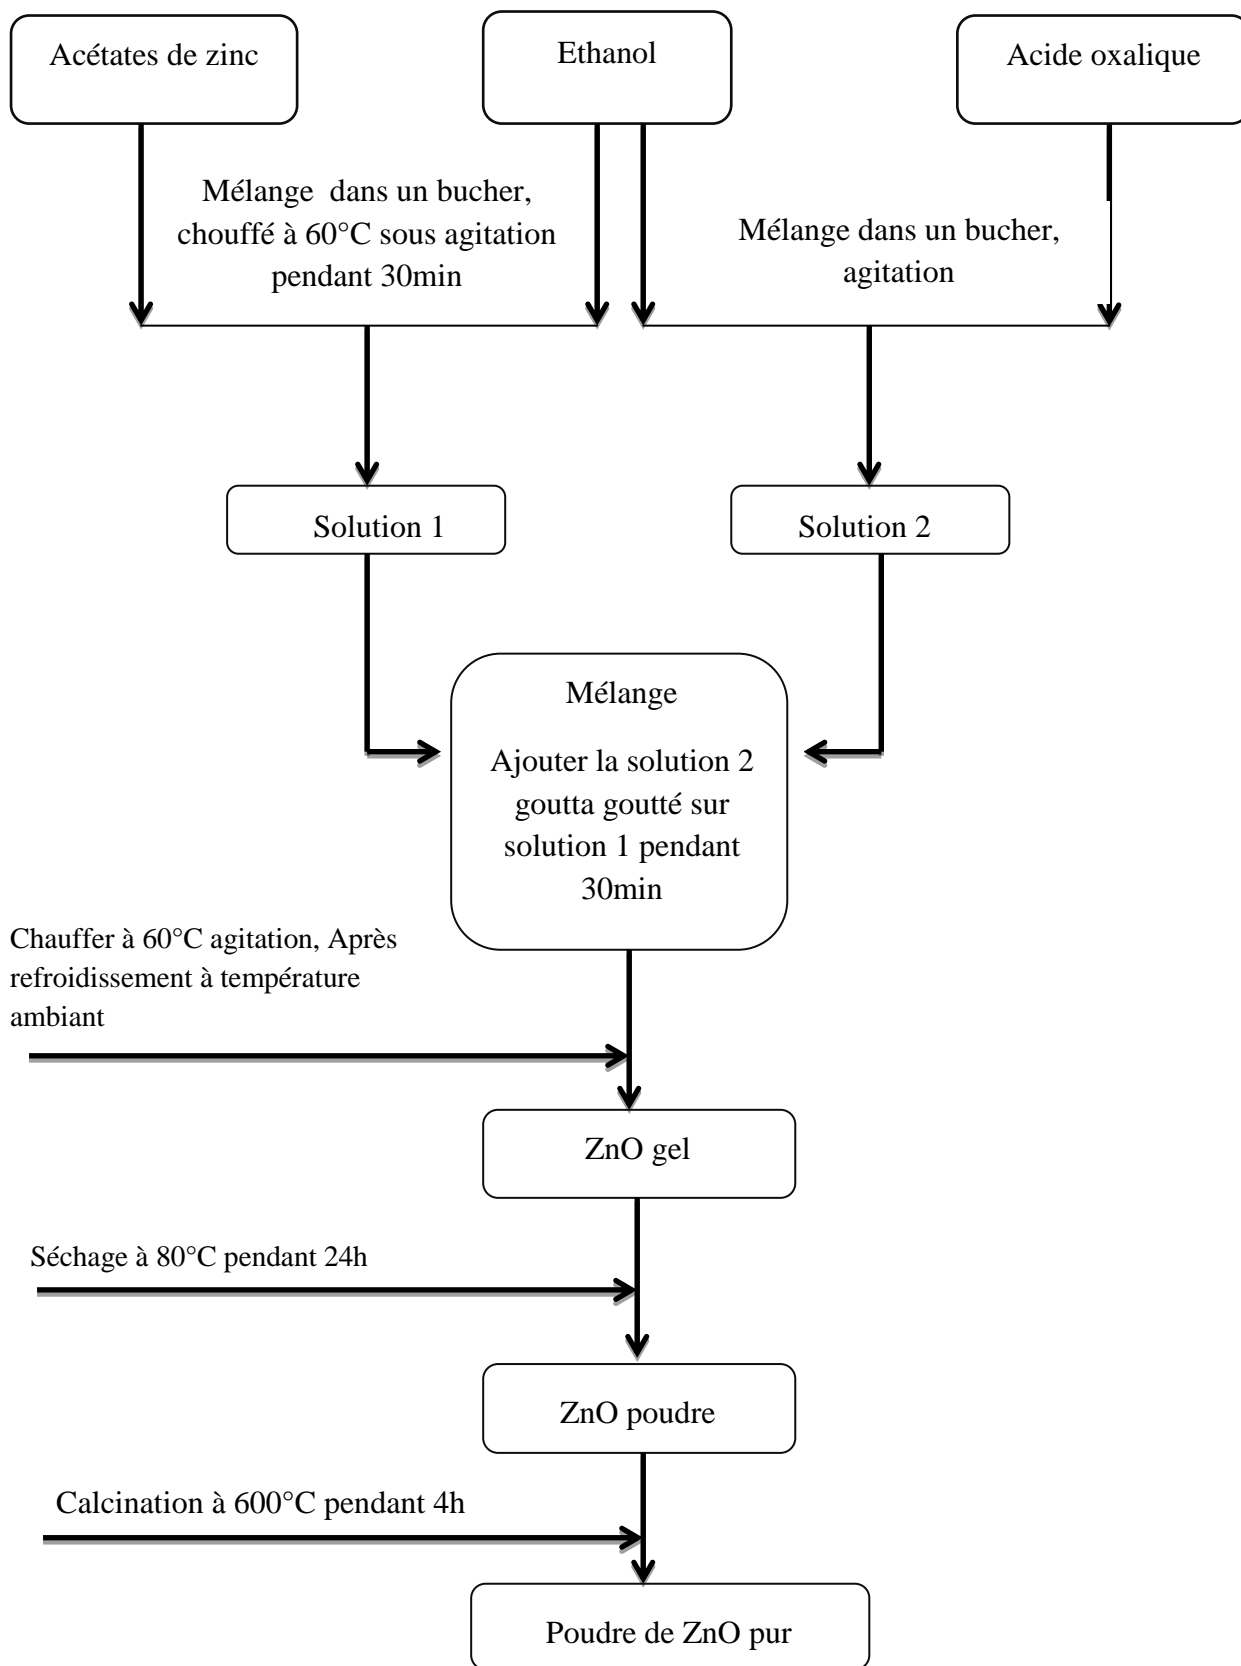 Acétates de zinc
Ethanol
Acide oxalique
Mélange dans un bucher,
chouffé à 60°C sous agitation
pendant 30min
Mélange dans un bucher,
agitation
Solution 1
Solution 2
Mélange
Ajouter la solution 2
goutta goutté sur
solution 1 pendant
30min
Chauffer à 60°C agitation, Après
refroidissement à température
ambiant
ZnO gel
Séchage à 80°C pendant 24h
ZnO poudre
Calcination à 600°C pendant 4h
Poudre de ZnO pur